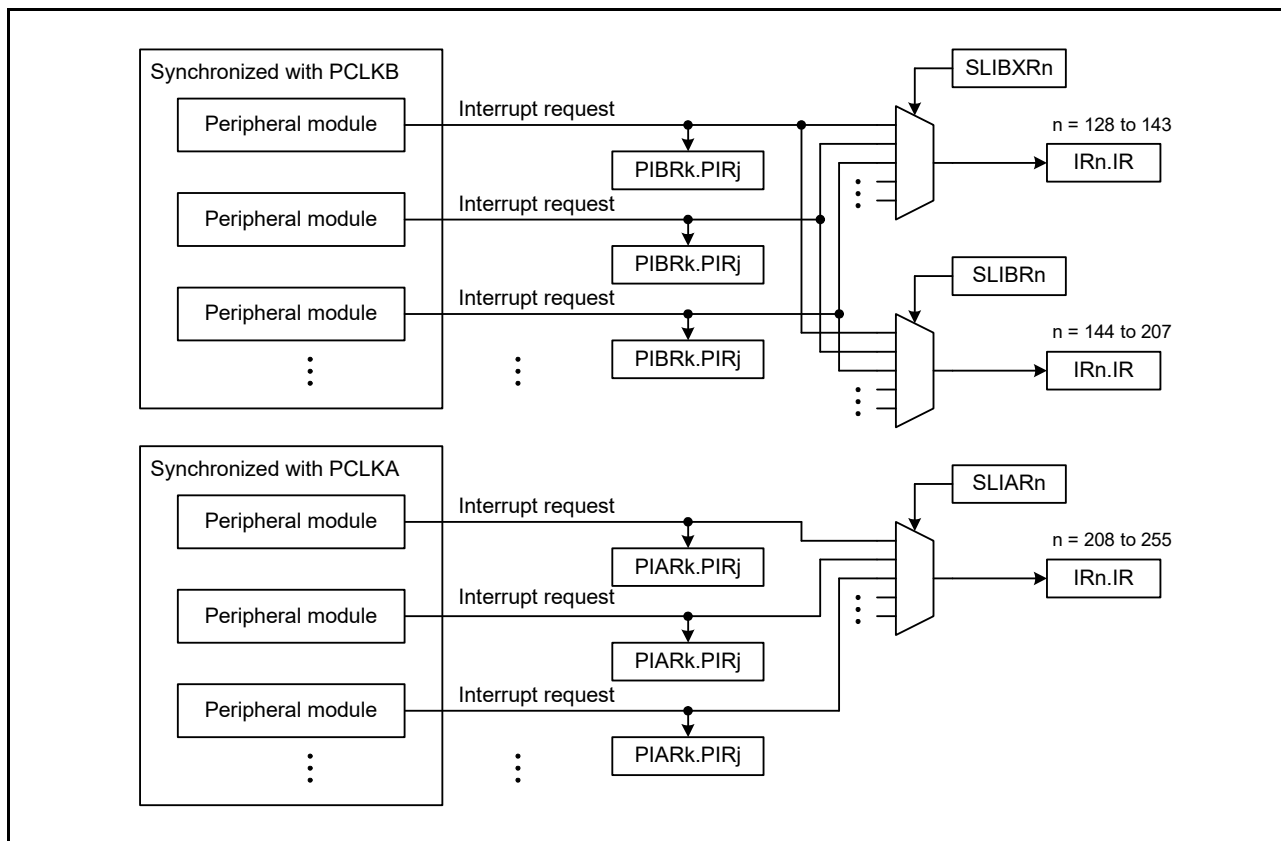 Synchronized with PCLKB
SLIBXRn
Peripheral module
Interrupt request
n = 128 to 143
PIBRk.PIRj
IRn.IR
Peripheral module
Interrupt request
PIBRk.PIRj
SLIBRn
Peripheral module
Interrupt request
n = 144 to 207
PIBRk.PIRj
IRn.IR
Synchronized with PCLKA
SLIARn
Peripheral module
Interrupt request
n = 208 to 255
PIARk.PIRj
IRn.IR
Peripheral module
Interrupt request
PIARk.PIRj
Peripheral module
Interrupt request
PIARk.PIRj